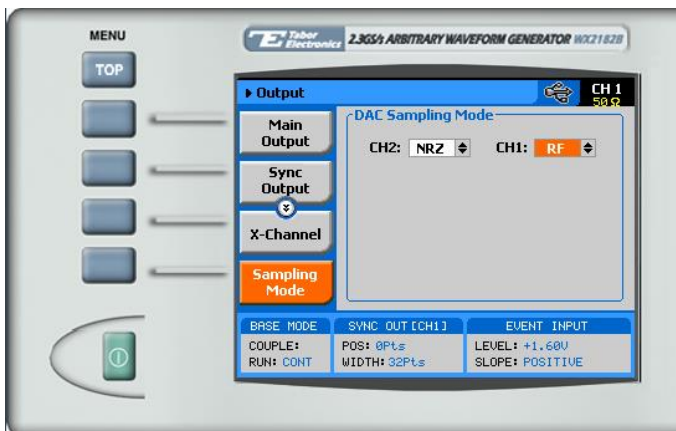 MENU
TOP
Tabor Electronics 2.3GS/s ARBITRARY WAVEFORM GENERATOR WX2182B
Output
CH 1
50 Ω
Main
Output
Sync
Output
X-Channel
Sampling
Mode
DAC Sampling Mode
CH2: NRZ CH1: RF
BASE MODE
COUPLE:
RUN: CONT
SYNC OUT [CH1]
POS: 0Pts
WIDTH: 32Pts
EVENT INPUT
LEVEL: +1.60V
SLOPE: POSITIVE